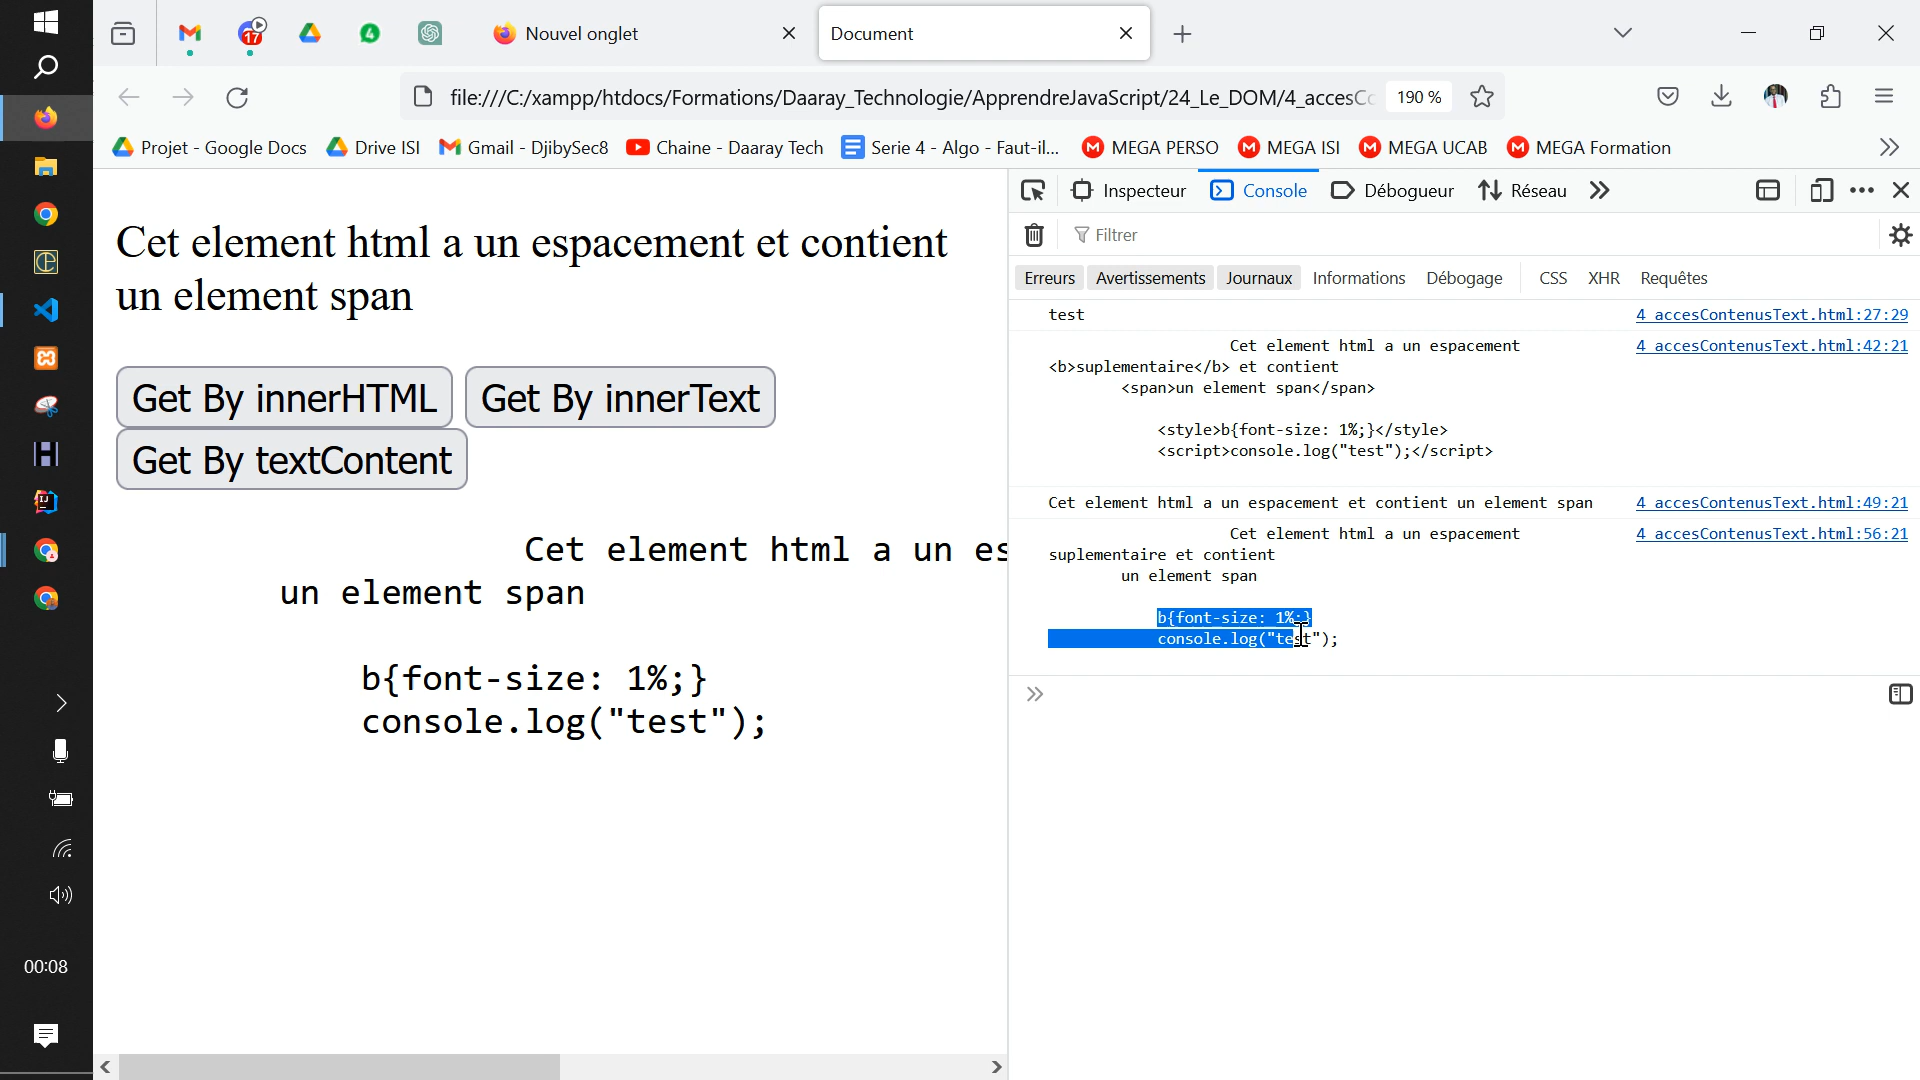 17
4
Nouvel onglet
Document
file:///C:/xampp/htdocs/Formations/Daaray_Technologie/ApprendreJavaScript/24_Le_DOM/4_accesCo
190 %
Projet - Google Docs
Drive ISI
Gmail - DjibySec8
Chaine - Daaray Tech
Serie 4 - Algo - Faut-il...
MEGA PERSO
MEGA ISI
MEGA UCAB
MEGA Formation
Cet element html a un espacement et contient
un element span
Get By innerHTML
Get By innerText
Get By textContent
Cet element html a un es
un element span
b{font-size: 1%;}
console.log("test");
Inspecteur
Console
Débogueur
Réseau
Filtrer
Erreurs
Avertissements
Journaux
Informations
Débogage
CSS
XHR
Requêtes
test
4_accesContenusText.html:27:29
Cet element html a un espacement
4_accesContenusText.html:42:21
<b>suplementaire</b> et contient
<span>un element span</span>
<style>b{font-size: 1%;}</style>
<script>console.log("test");</script>
Cet element html a un espacement et contient un element span
4_accesContenusText.html:49:21
Cet element html a un espacement
4_accesContenusText.html:56:21
suplementaire et contient
un element span
b{font-size: 1%;}
console.log("test");
00:08